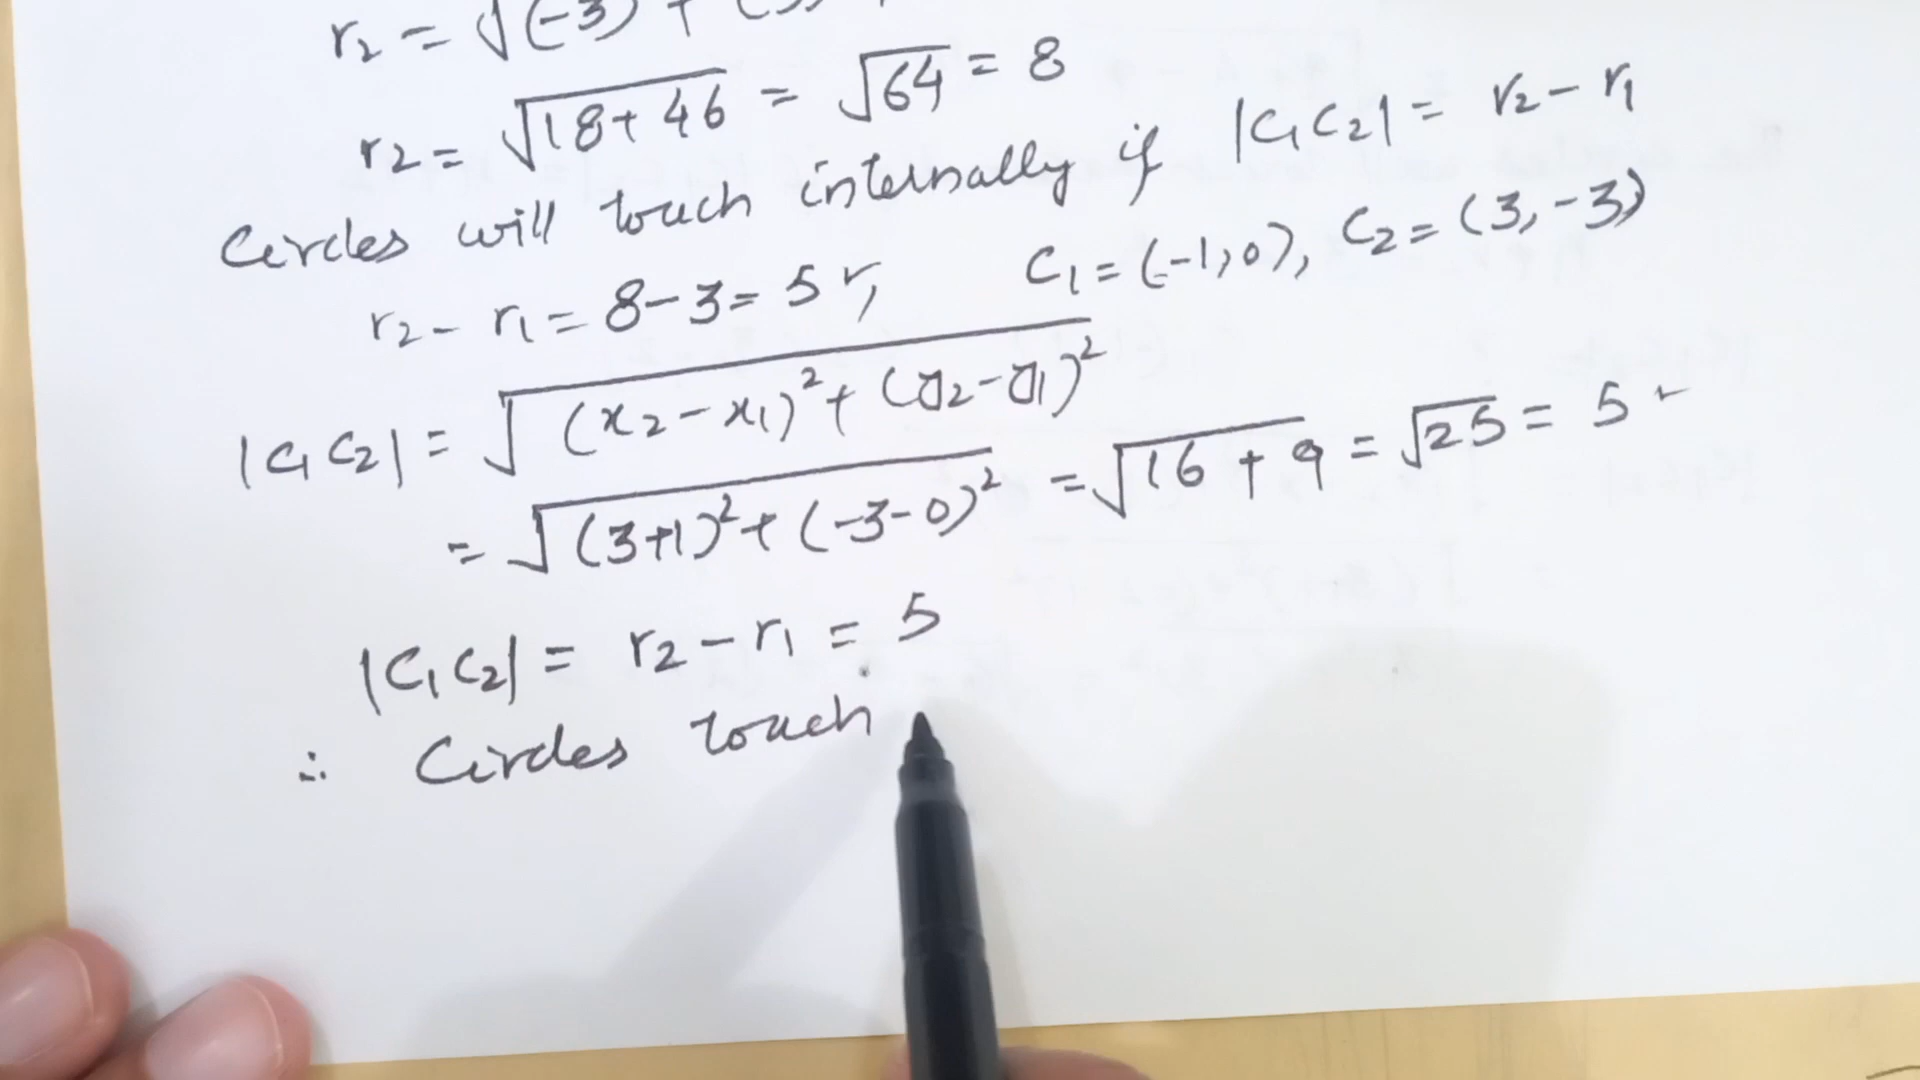 r₂ = √(-3) + (
r₂ = √18+46 = √64 = 8
Circles will touch internally if |C₁C₂| = r₂ - r₁
r₂ - r₁ = 8-3 = 5 ✓, C₁ = (-1,0), C₂ = (3,-3)
|C₁C₂| = √(x₂-x₁)² + (y₂-y₁)²
= √(3+1)² + (-3-0)² = √16+9 = √25 = 5 ✓
|C₁C₂| = r₂ - r₁ = 5
∴ Circles touch